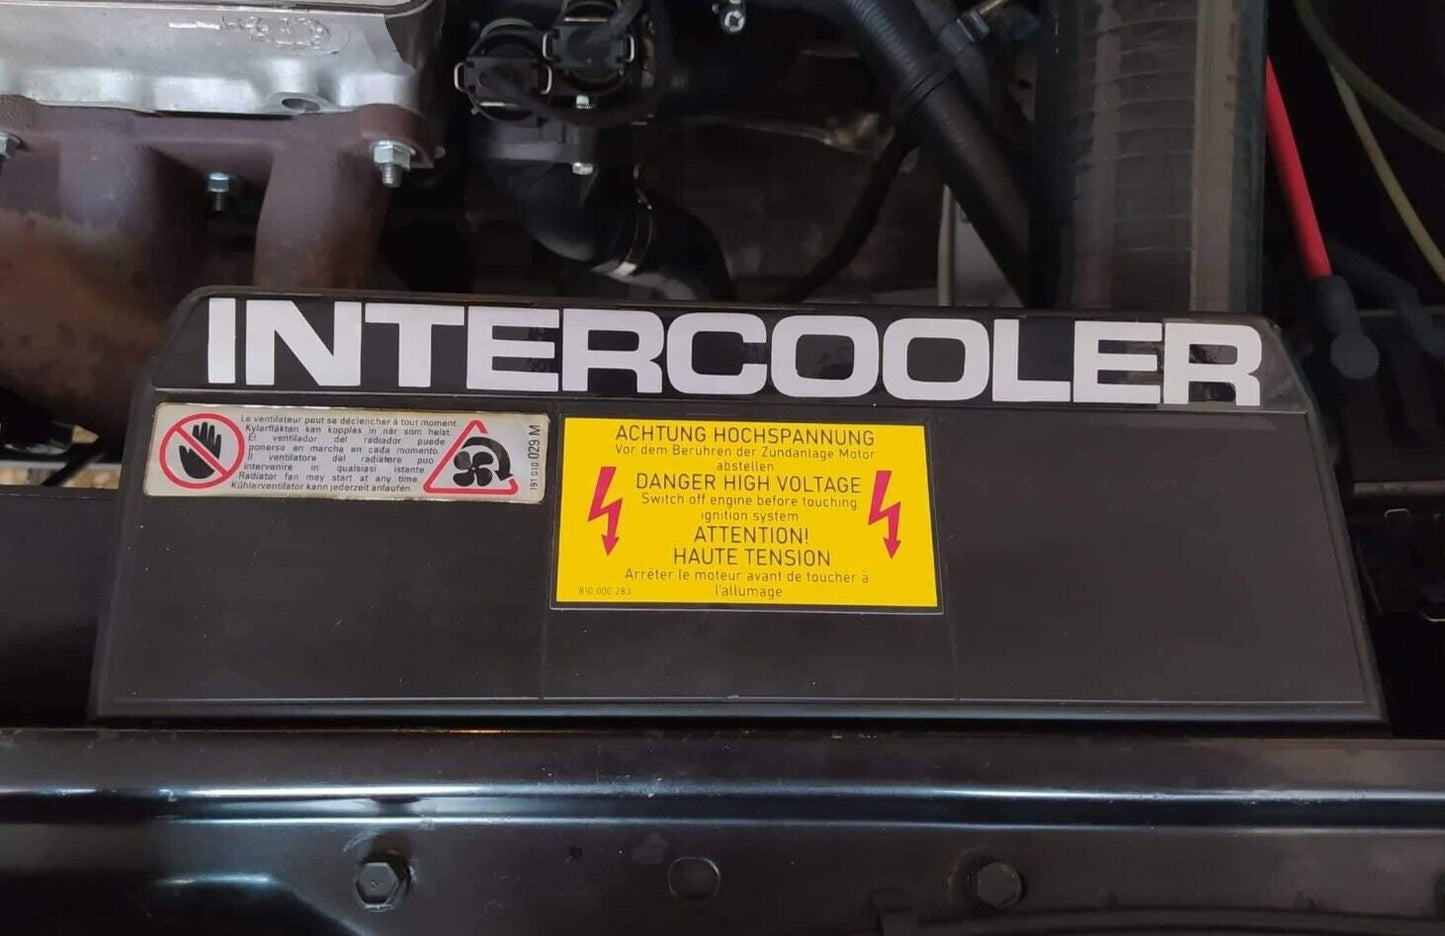 INTERCOOLER
Le ventilateur peut se déclencher à tout moment.
Kylarfläkten kan kopplas in när som helst.
El ventilador del radiador puede
ponerse en marcha en cada momento.
Il ventilatore del radiatore puo
intervenire in qualsiasi istante.
Radiator fan may start at any time.
Kühlerventilator kann jederzeit anlaufen.
191 010 029 M
ACHTUNG HOCHSPANNUNG
Vor dem Berühren der Zündanlage Motor
abstellen
DANGER HIGH VOLTAGE
Switch off engine before touching
ignition system
ATTENTION!
HAUTE TENSION
Arrêter le moteur avant de toucher à
l'allumage
810 000 283